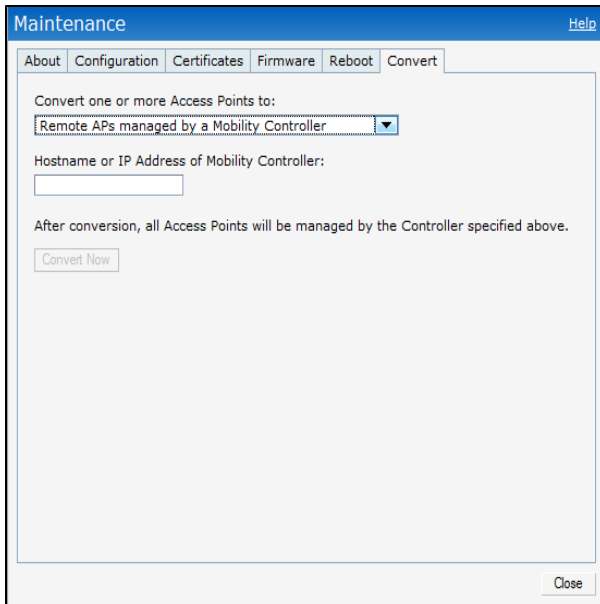 Maintenance Help
About Configuration Certificates Firmware Reboot Convert
Convert one or more Access Points to:
Remote APs managed by a Mobility Controller
Hostname or IP Address of Mobility Controller:
After conversion, all Access Points will be managed by the Controller specified above.
Convert Now
Close